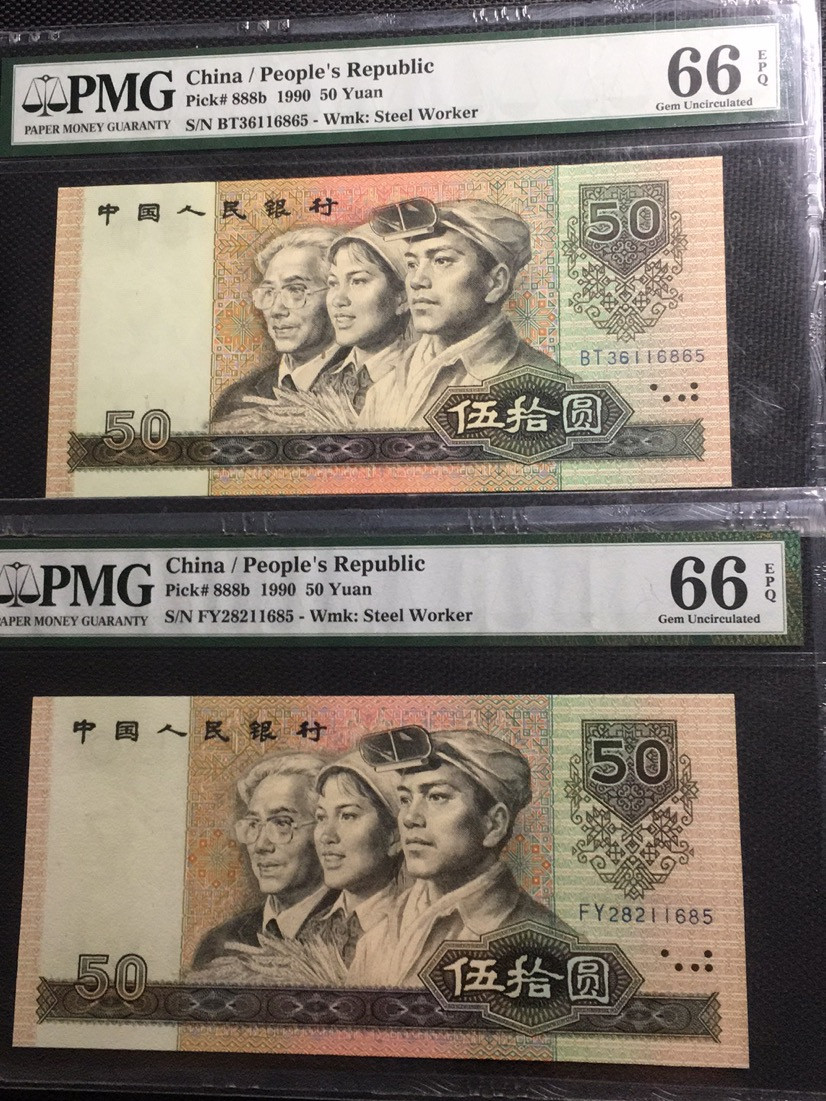 PMG
PAPER MONEY GUARANTY
China / People's Republic
Pick# 888b 1990 50 Yuan
S/N BT36116865 - Wmk: Steel Worker
66
EPQ
Gem Uncirculated
中国人民银行
50
BT36116865
50
伍拾圆
PMG
APER MONEY GUARANTY
China / People's Republic
Pick# 888b 1990 50 Yuan
S/N FY28211685 - Wmk: Steel Worker
66
EPQ
Gem Uncirculated
中国人民银行
50
FY28211685
50
伍拾圆